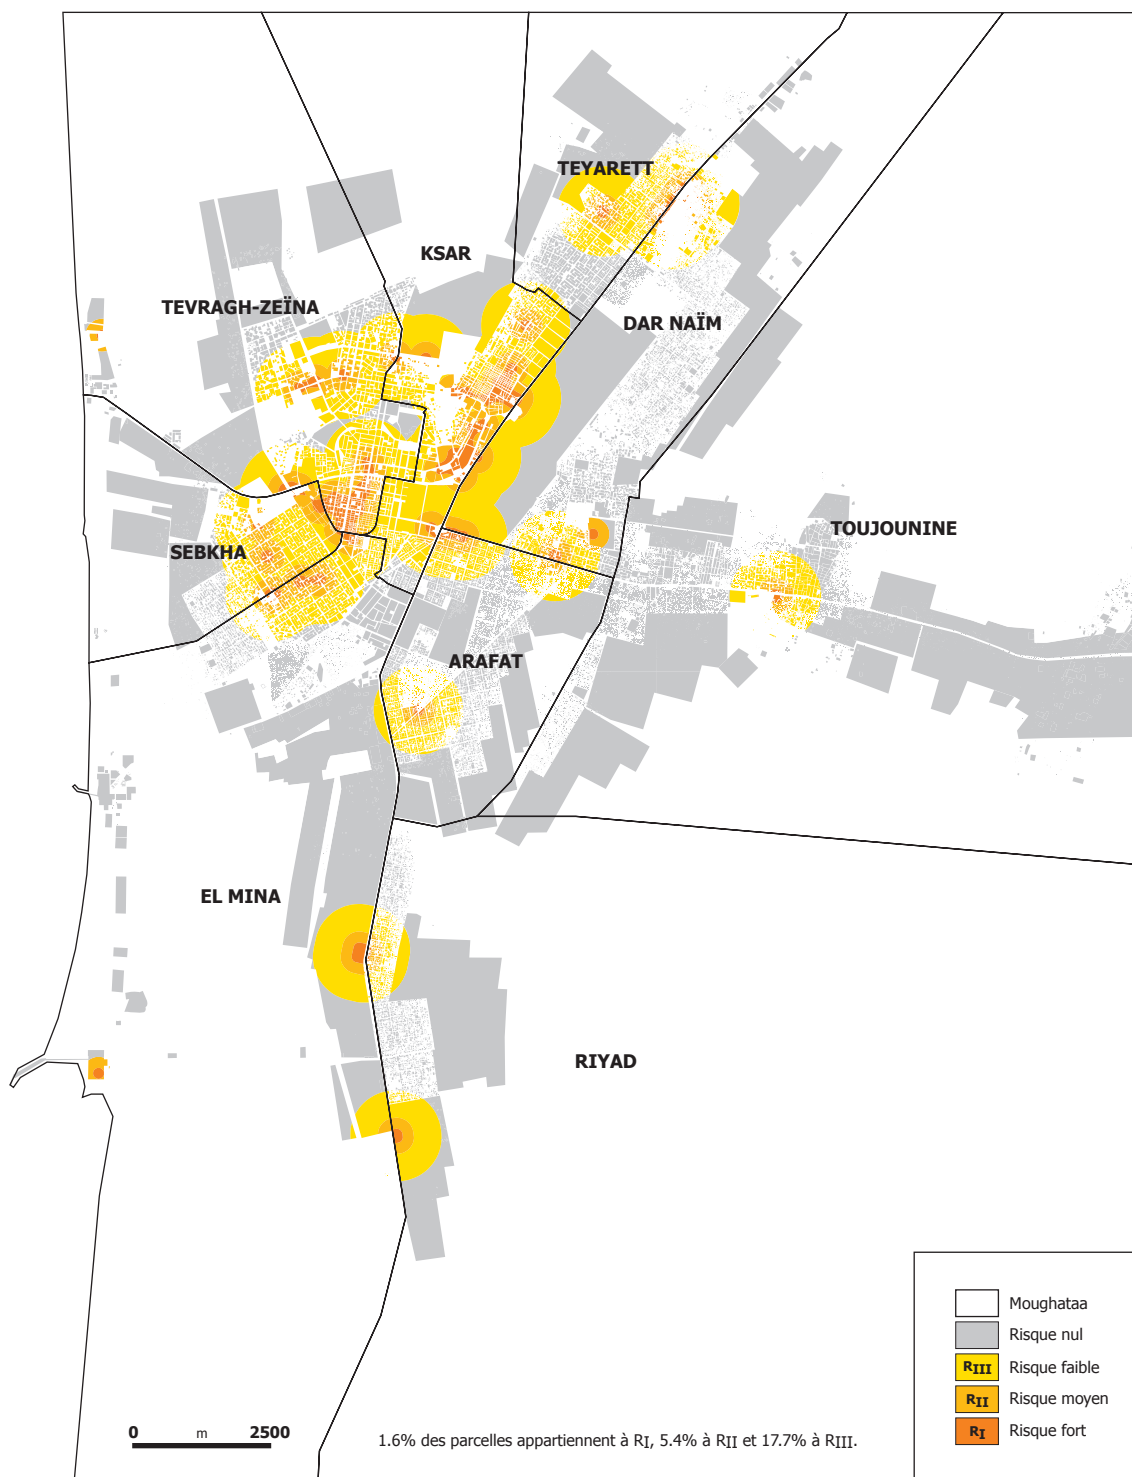 TEYARETT
KSAR
TEVRAGH-ZEÏNA
DAR NAÏM
TOUJOUNINE
SEBKHA
ARAFAT
EL MINA
RIYAD
Moughataa
Risque nul
RIII Risque faible
RII Risque moyen
RI Risque fort
0 m 2500
1.6% des parcelles appartiennent à RI, 5.4% à RII et 17.7% à RIII.